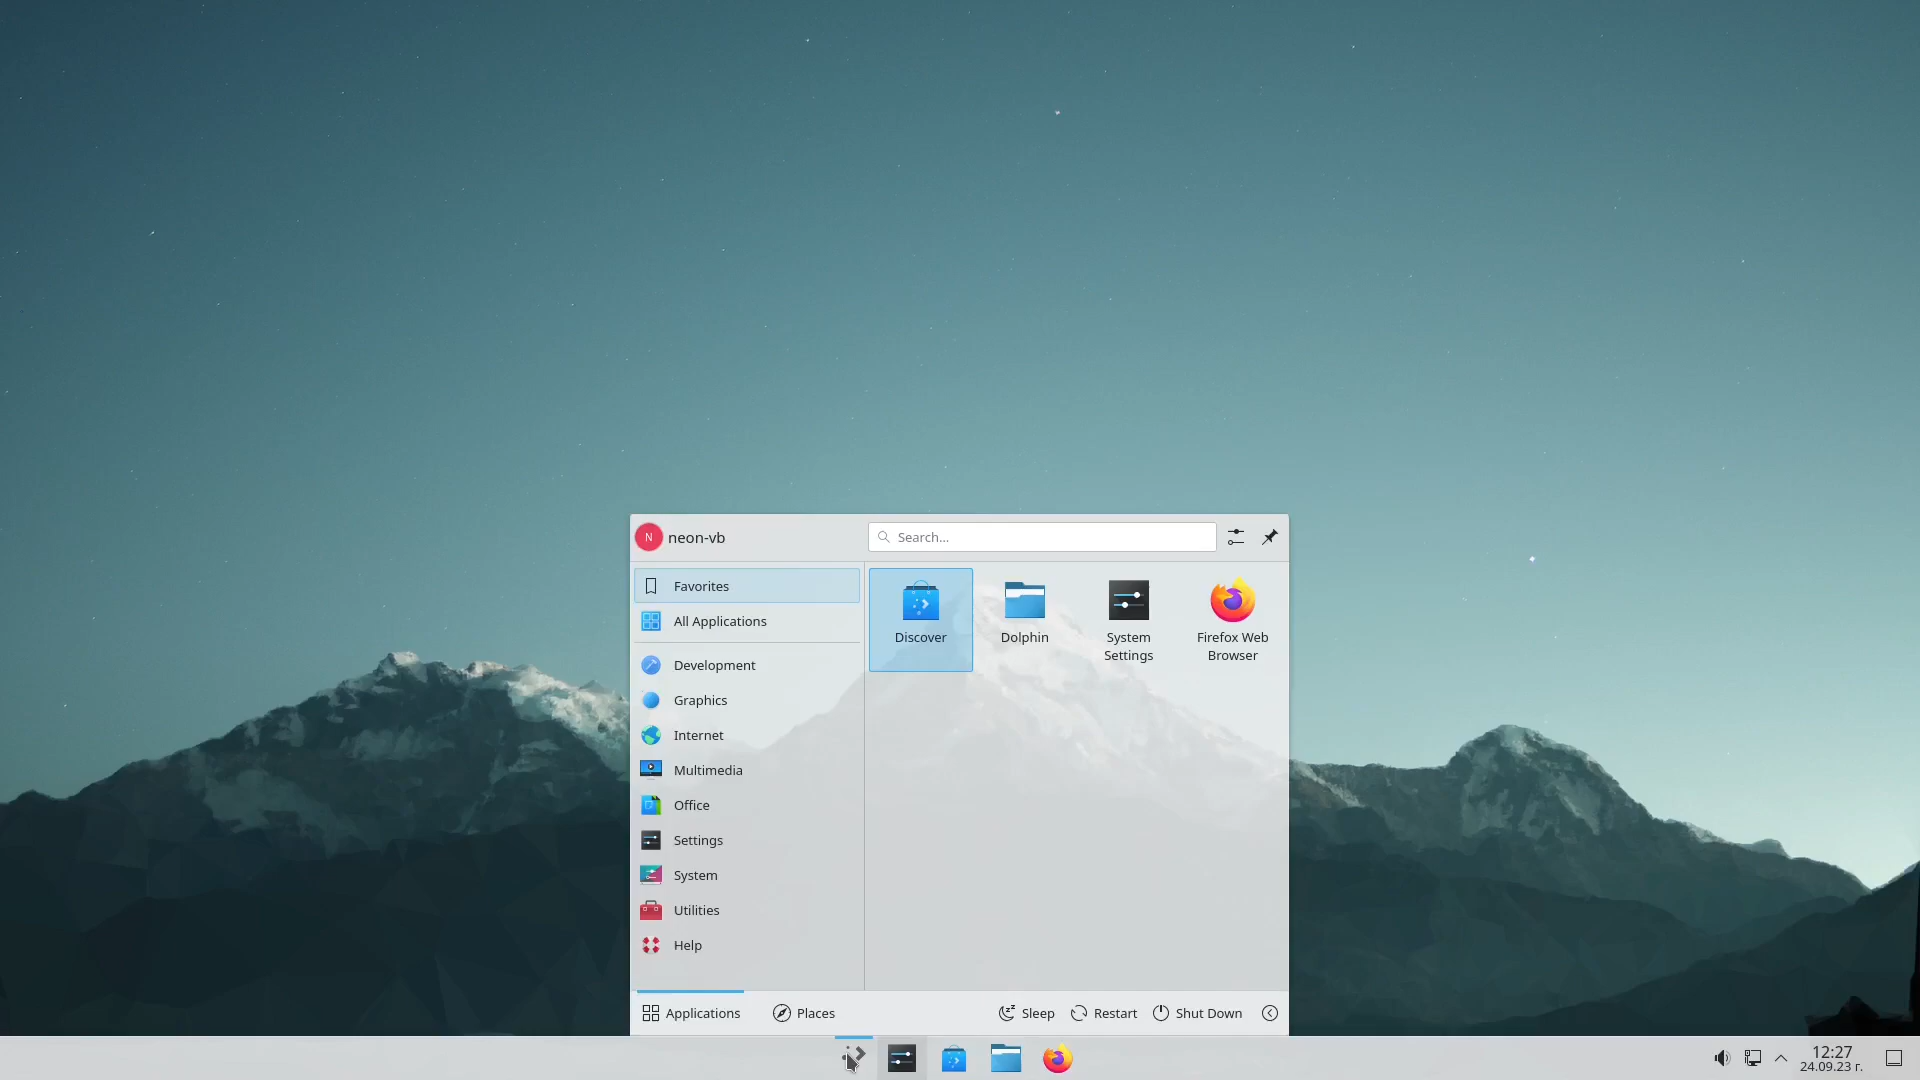 N neon-vb
Search...
Favorites
All Applications
Development
Graphics
Internet
Multimedia
Office
Settings
System
Utilities
Help
Discover
Dolphin
System
Settings
Firefox Web
Browser
Applications
Places
Sleep
Restart
Shut Down
12:27
24.09.23 г.